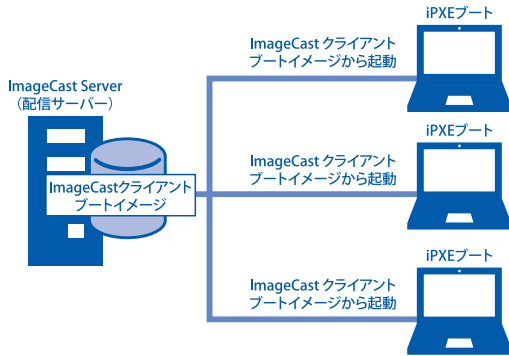 ImageCast Server
（配信サーバー）
ImageCastクライアント
ブートイメージ
ImageCast クライアント
ブートイメージから起動
iPXEブート
ImageCast クライアント
ブートイメージから起動
iPXEブート
ImageCast クライアント
ブートイメージから起動
iPXEブート